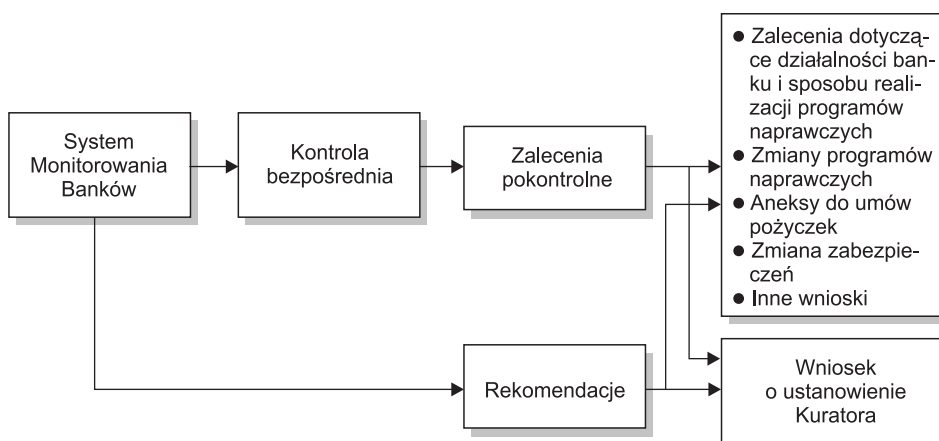 System
Monitorowania
Banków
Kontrola
bezpośrednia
Zalecenia
pokontrolne
● Zalecenia dotyczą-
ce działalności ban-
ku i sposobu reali-
zacji programów
naprawczych
● Zmiany programów
naprawczych
● Aneksy do umów
pożyczek
● Zmiana zabezpie-
czeń
● Inne wnioski
Rekomendacje
Wniosek
o ustanowienie
Kuratora